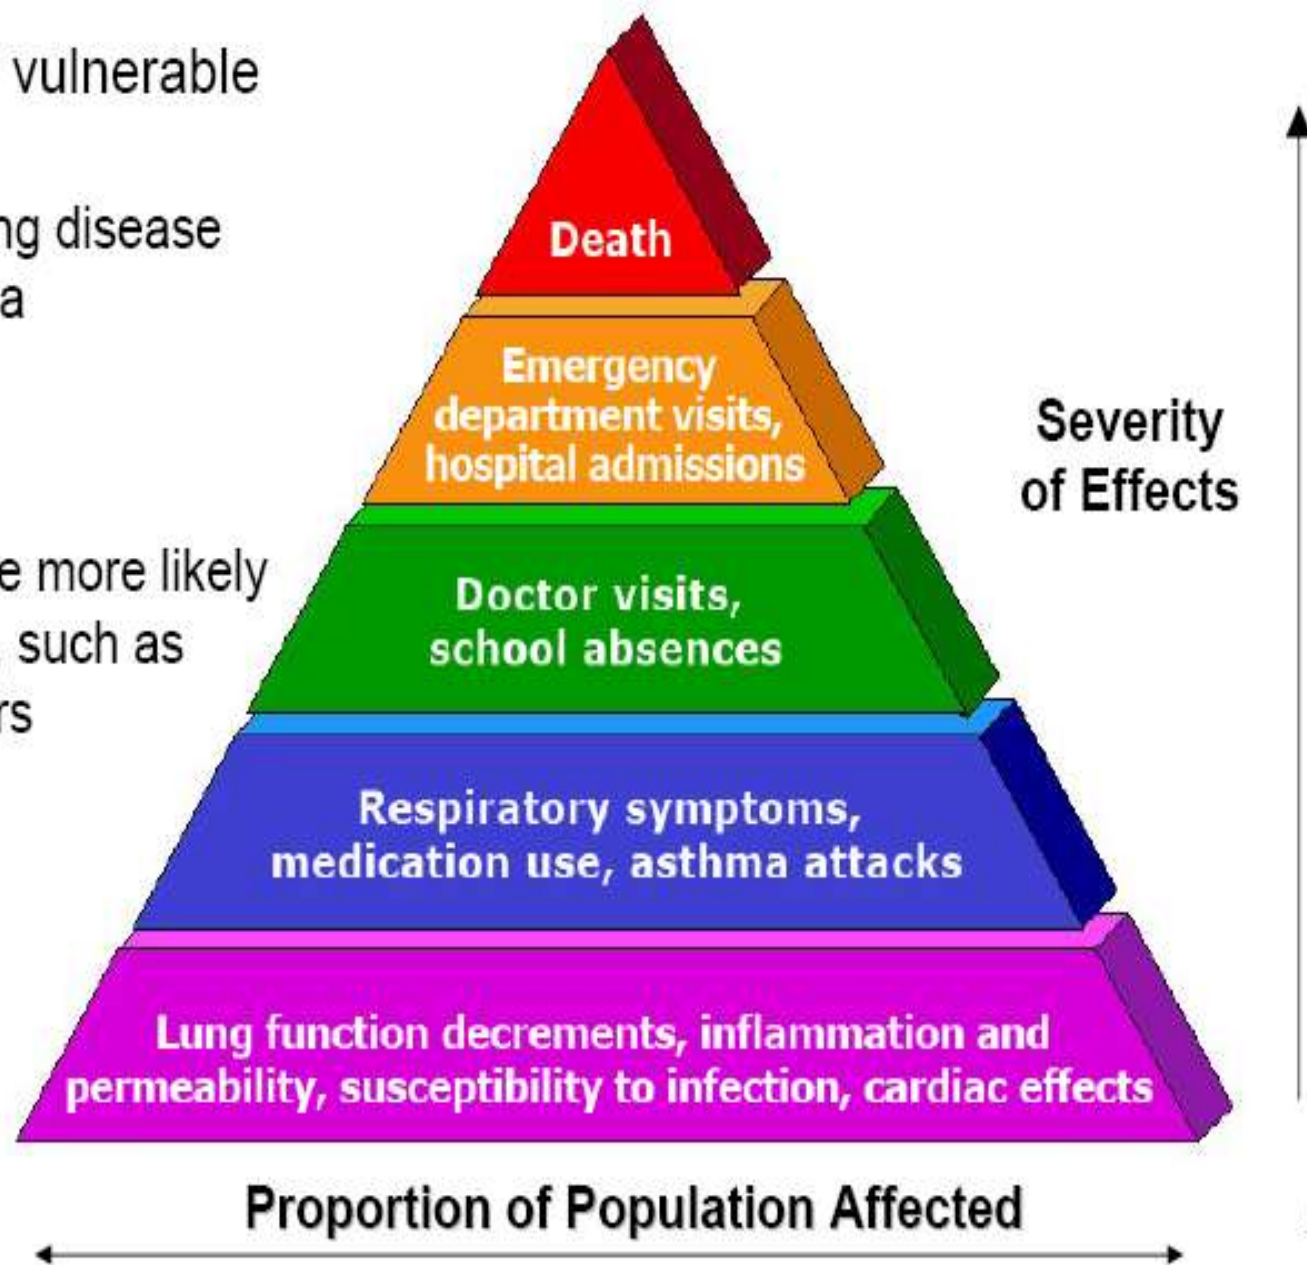 vulnerable
ng disease
a
e more likely
such as
rs
Death
Emergency
department visits,
hospital admissions
Doctor visits,
school absences
Respiratory symptoms,
medication use, asthma attacks
Lung function decrements, inflammation and
permeability, susceptibility to infection, cardiac effects
Severity
of Effects
Proportion of Population Affected